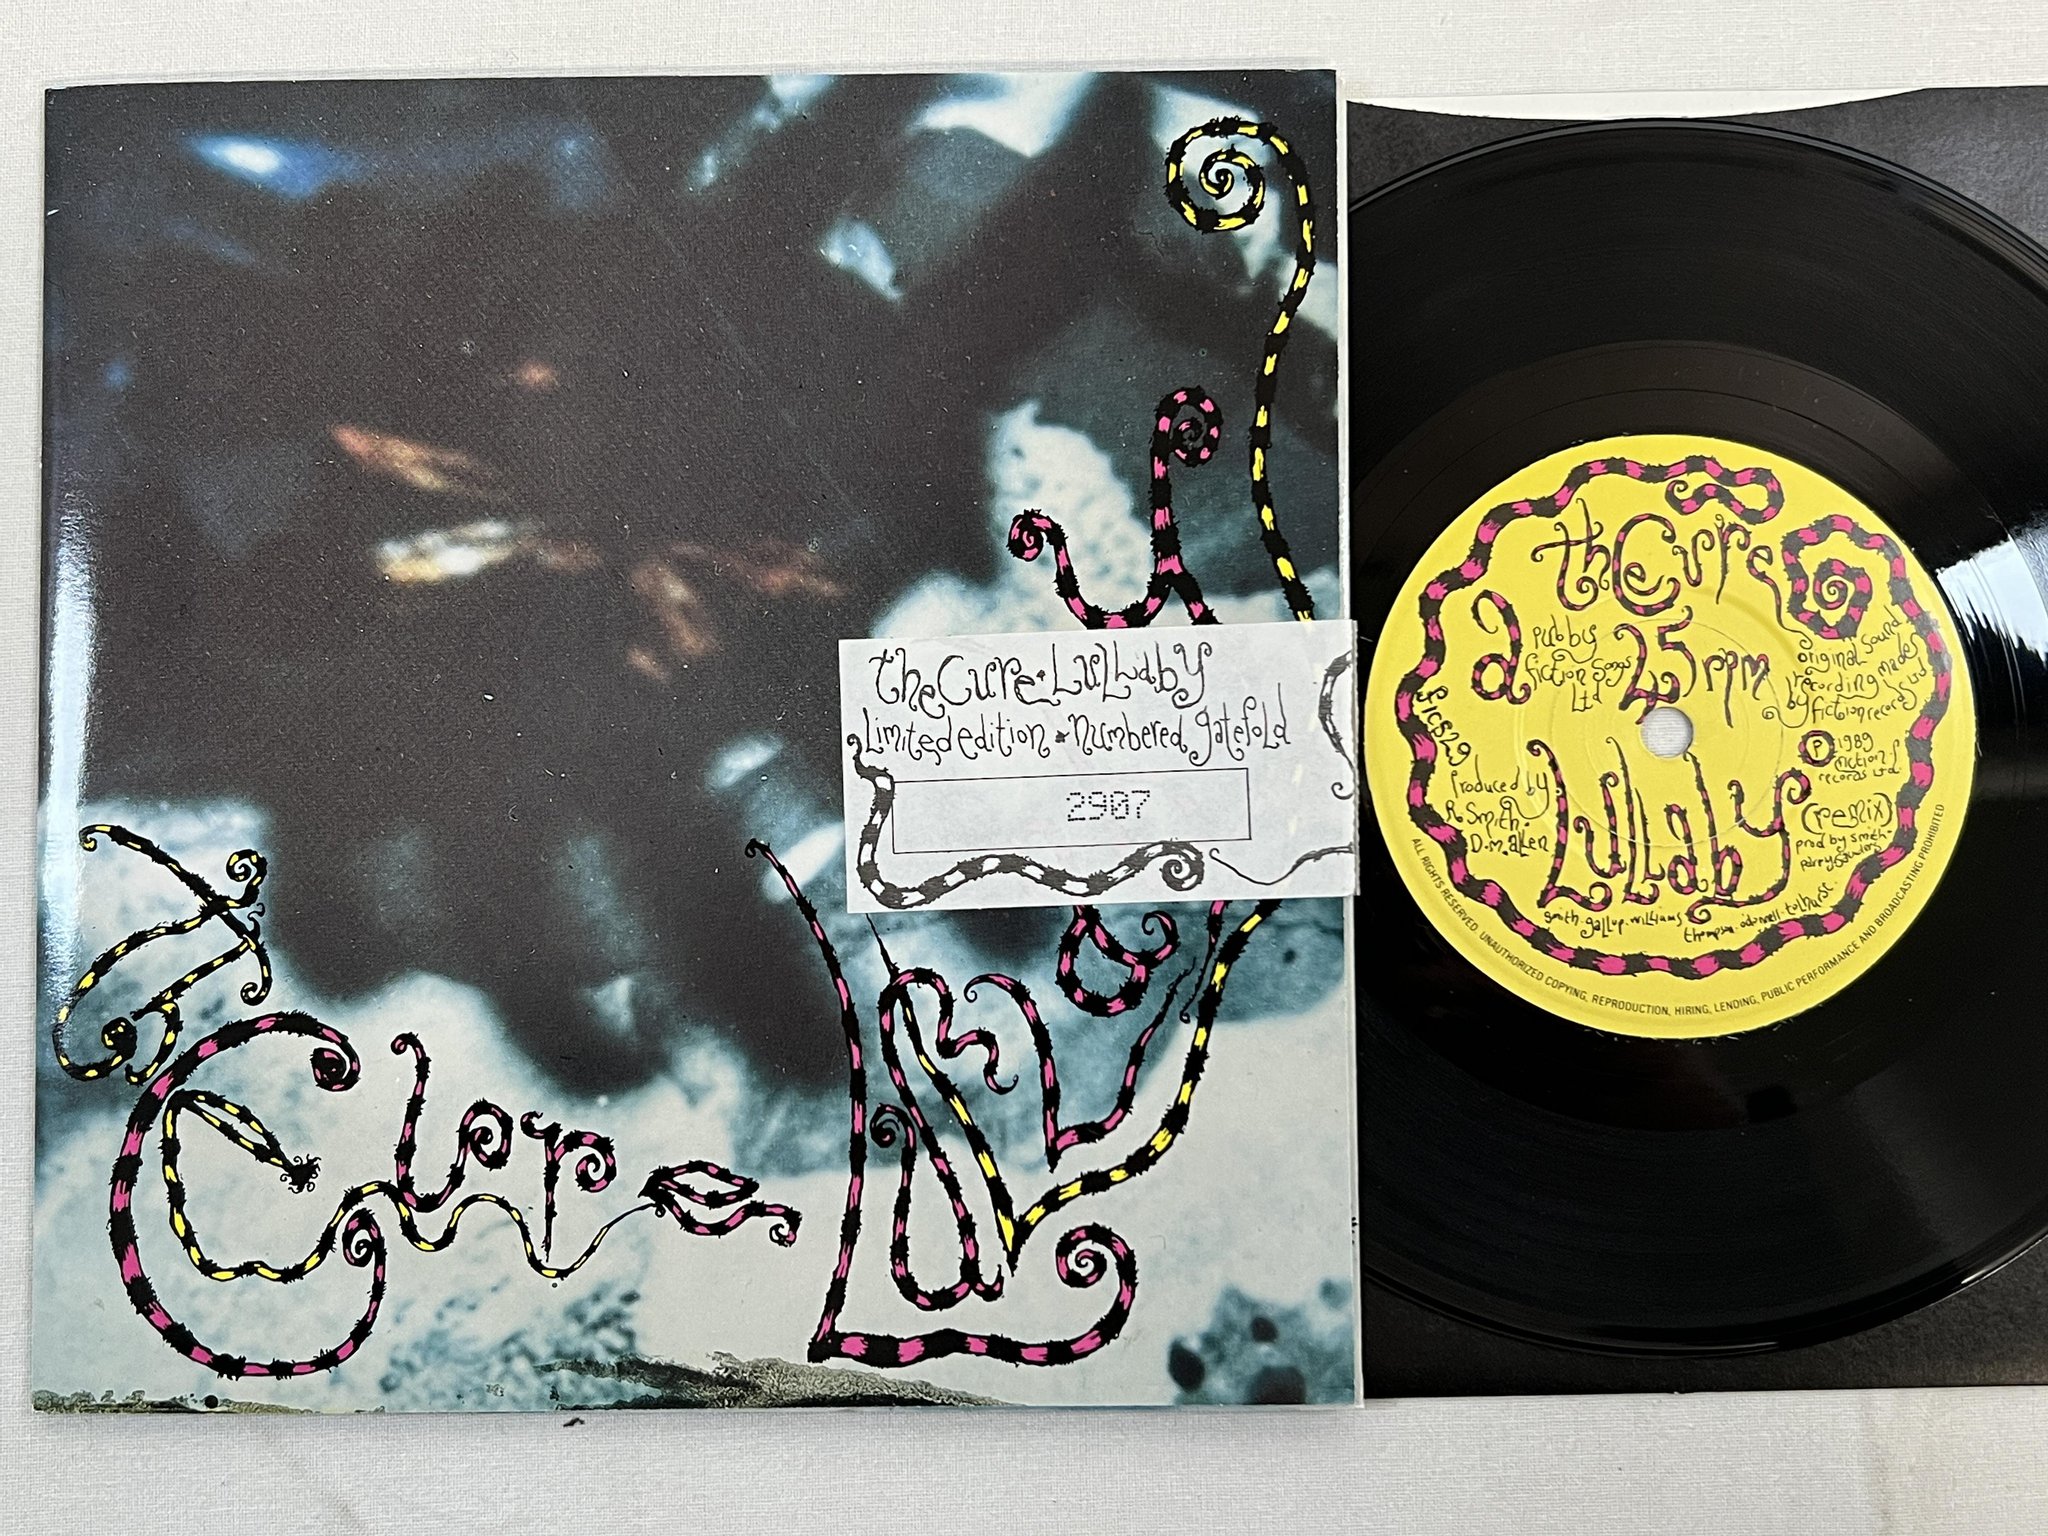 the Cure
Lullaby
the Cure · Lullaby
Limited edition * numbered gatefold
2907
the Cure
a
45 rpm
Pub by
fiction songs
Ltd
original sound
recording made
by fiction records Ltd
fics 29
Ⓟ 1989
fiction
records Ltd
Produced by
R Smith.
D.M. allen
Lullaby
(remix)
prod by smith.
parry saunders
smith. gallup. williams
thompson. odonnell. tolhurst.
ALL RIGHTS RESERVED. UNAUTHORIZED COPYING, REPRODUCTION, HIRING, LENDING, PUBLIC PERFORMANCE AND BROADCASTING PROHIBITED